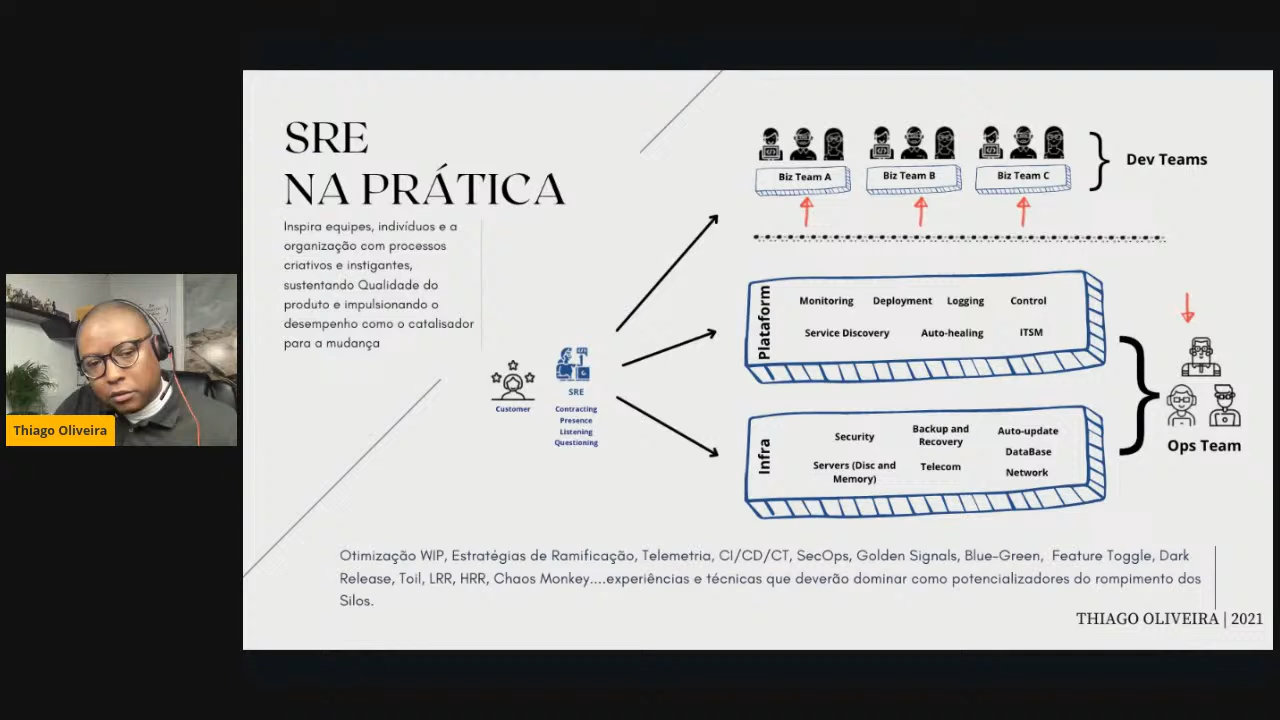 SRE
NA PRÁTICA
Inspira equipes, indivíduos e a
organização com processos
criativos e instigantes,
sustentando Qualidade do
produto e impulsionando o
desempenho como o catalisador
para a mudança
Customer
SRE
Contracting
Presence
Listening
Questioning
Biz Team A
Biz Team B
Biz Team C
Dev Teams
Plataform
Monitoring
Deployment
Logging
Control
Service Discovery
Auto-healing
ITSM
Infra
Security
Backup and
Recovery
Auto-update
DataBase
Servers (Disc and
Memory)
Telecom
Network
Ops Team
Otimização WIP, Estratégias de Ramificação, Telemetria, CI/CD/CT, SecOps, Golden Signals, Blue-Green, Feature Toggle, Dark
Release, Toil, LRR, HRR, Chaos Monkey....experiências e técnicas que deverão dominar como potencializadores do rompimento dos
Silos.
THIAGO OLIVEIRA | 2021
Thiago Oliveira